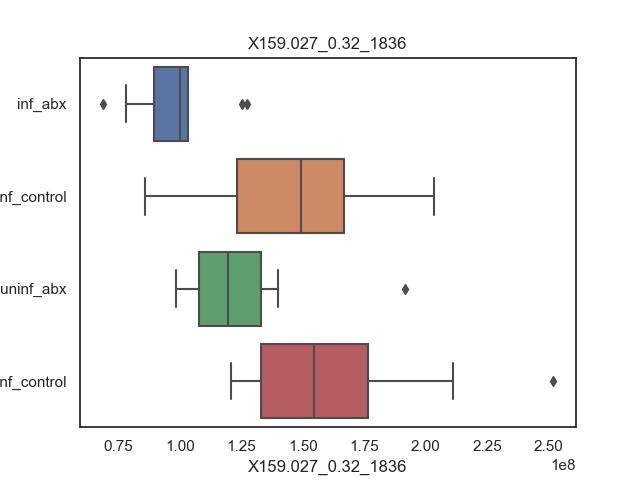 X159.027_0.32_1836
inf_abx
nf_control
uninf_abx
nf_control
0.75 1.00 1.25 1.50 1.75 2.00 2.25 2.50
X159.027_0.32_1836
1e8